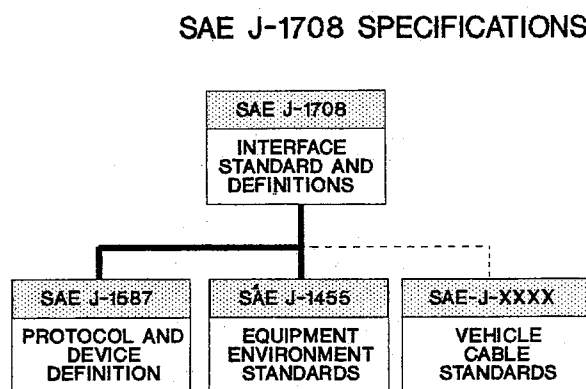 SAE J-1708 SPECIFICATIONS
SAE J-1708
INTERFACE
STANDARD AND
DEFINITIONS
SAE J-1587
PROTOCOL AND
DEVICE
DEFINITION
SAE J-1455
EQUIPMENT
ENVIRONMENT
STANDARDS
SAE-J-XXXX
VEHICLE
CABLE
STANDARDS